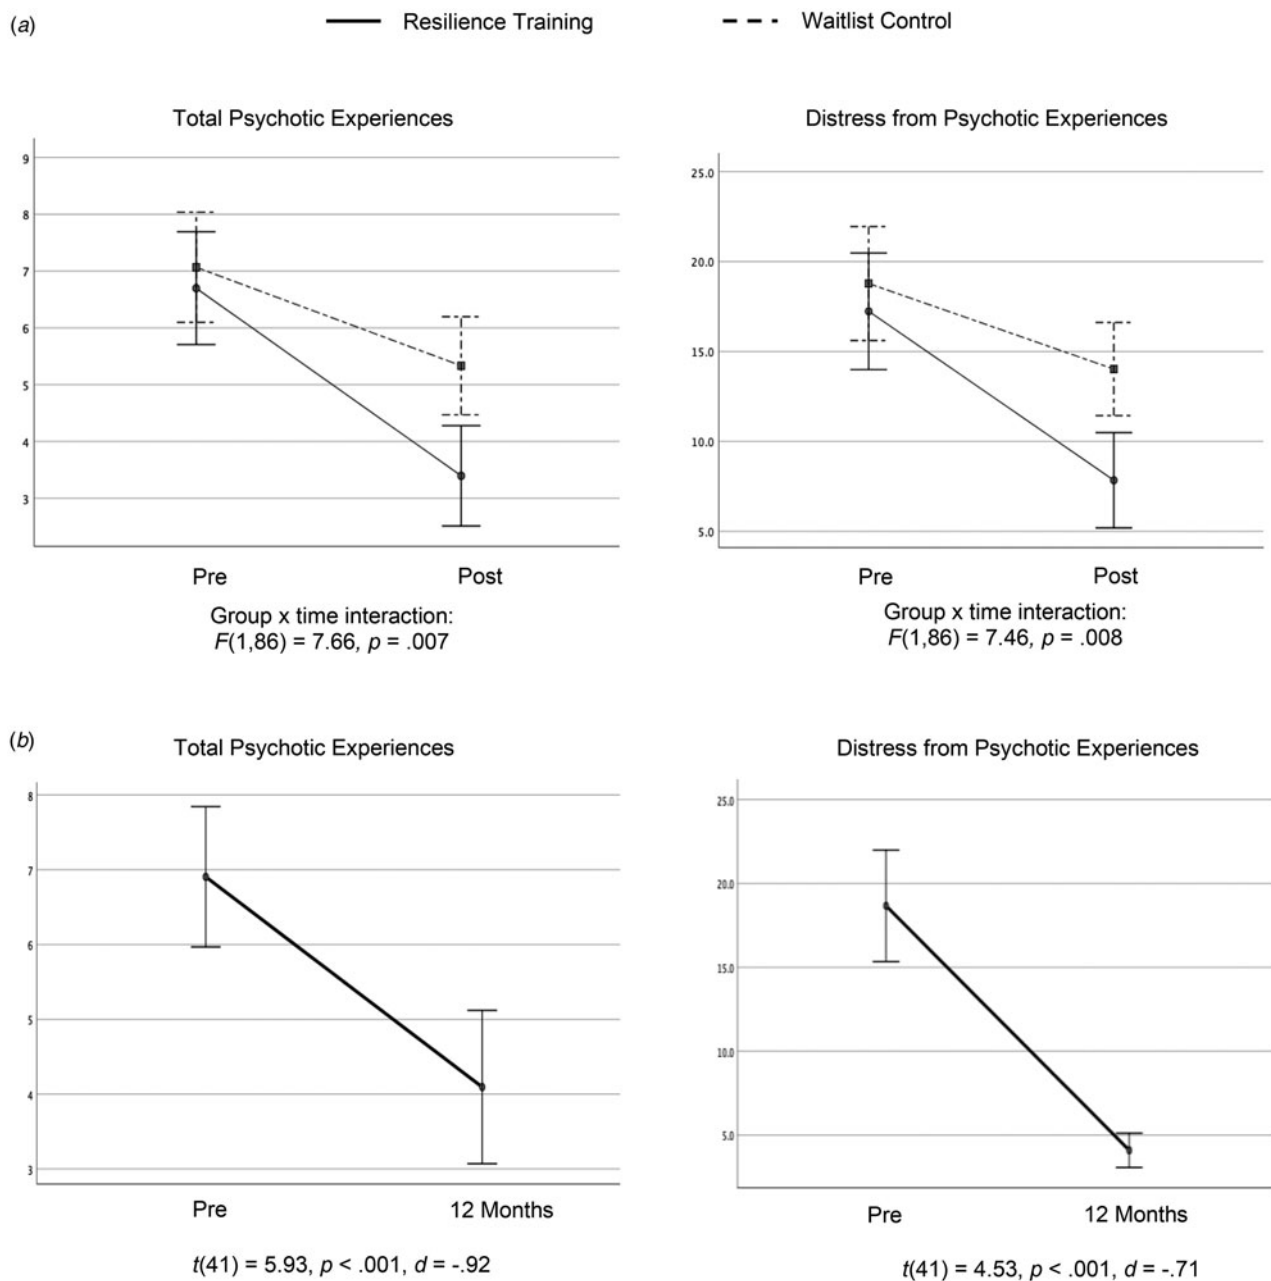 (a)
Resilience Training
Waitlist Control
Total Psychotic Experiences
9
8
7
6
5
4
3
Pre
Post
Group x time interaction:
F(1,86) = 7.66, p = .007
Distress from Psychotic Experiences
25.0
20.0
15.0
10.0
5.0
Pre
Post
Group x time interaction:
F(1,86) = 7.46, p = .008
(b)
Total Psychotic Experiences
8
7
6
5
4
3
Pre
12 Months
t(41) = 5.93, p < .001, d = -.92
Distress from Psychotic Experiences
25.0
20.0
15.0
10.0
5.0
Pre
12 Months
t(41) = 4.53, p < .001, d = -.71